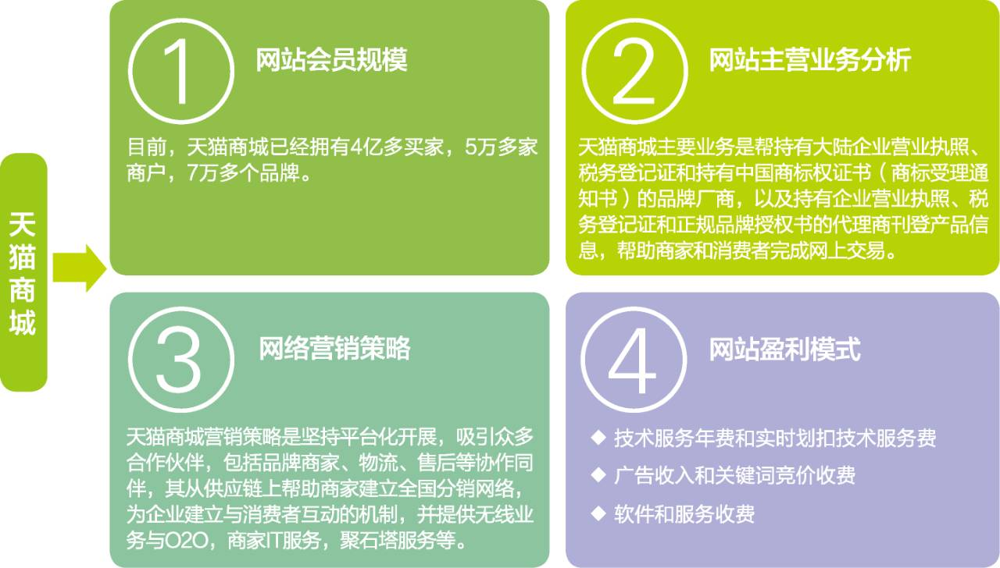 天猫商城
1
网站会员规模
目前，天猫商城已经拥有4亿多买家，5万多家
商户，7万多个品牌。
2
网站主营业务分析
天猫商城主要业务是帮持有大陆企业营业执照、
税务登记证和持有中国商标权证书（商标受理通
知书）的品牌厂商，以及持有企业营业执照、税
务登记证和正规品牌授权书的代理商刊登产品信
息，帮助商家和消费者完成网上交易。
3
网络营销策略
天猫商城营销策略是坚持平台化开展，吸引众多
合作伙伴，包括品牌商家、物流、售后等协作同
伴，其从供应链上帮助商家建立全国分销网络，
为企业建立与消费者互动的机制，并提供无线业
务与O2O，商家IT服务，聚石塔服务等。
4
网站盈利模式
◆ 技术服务年费和实时划扣技术服务费
◆ 广告收入和关键词竞价收费
◆ 软件和服务收费